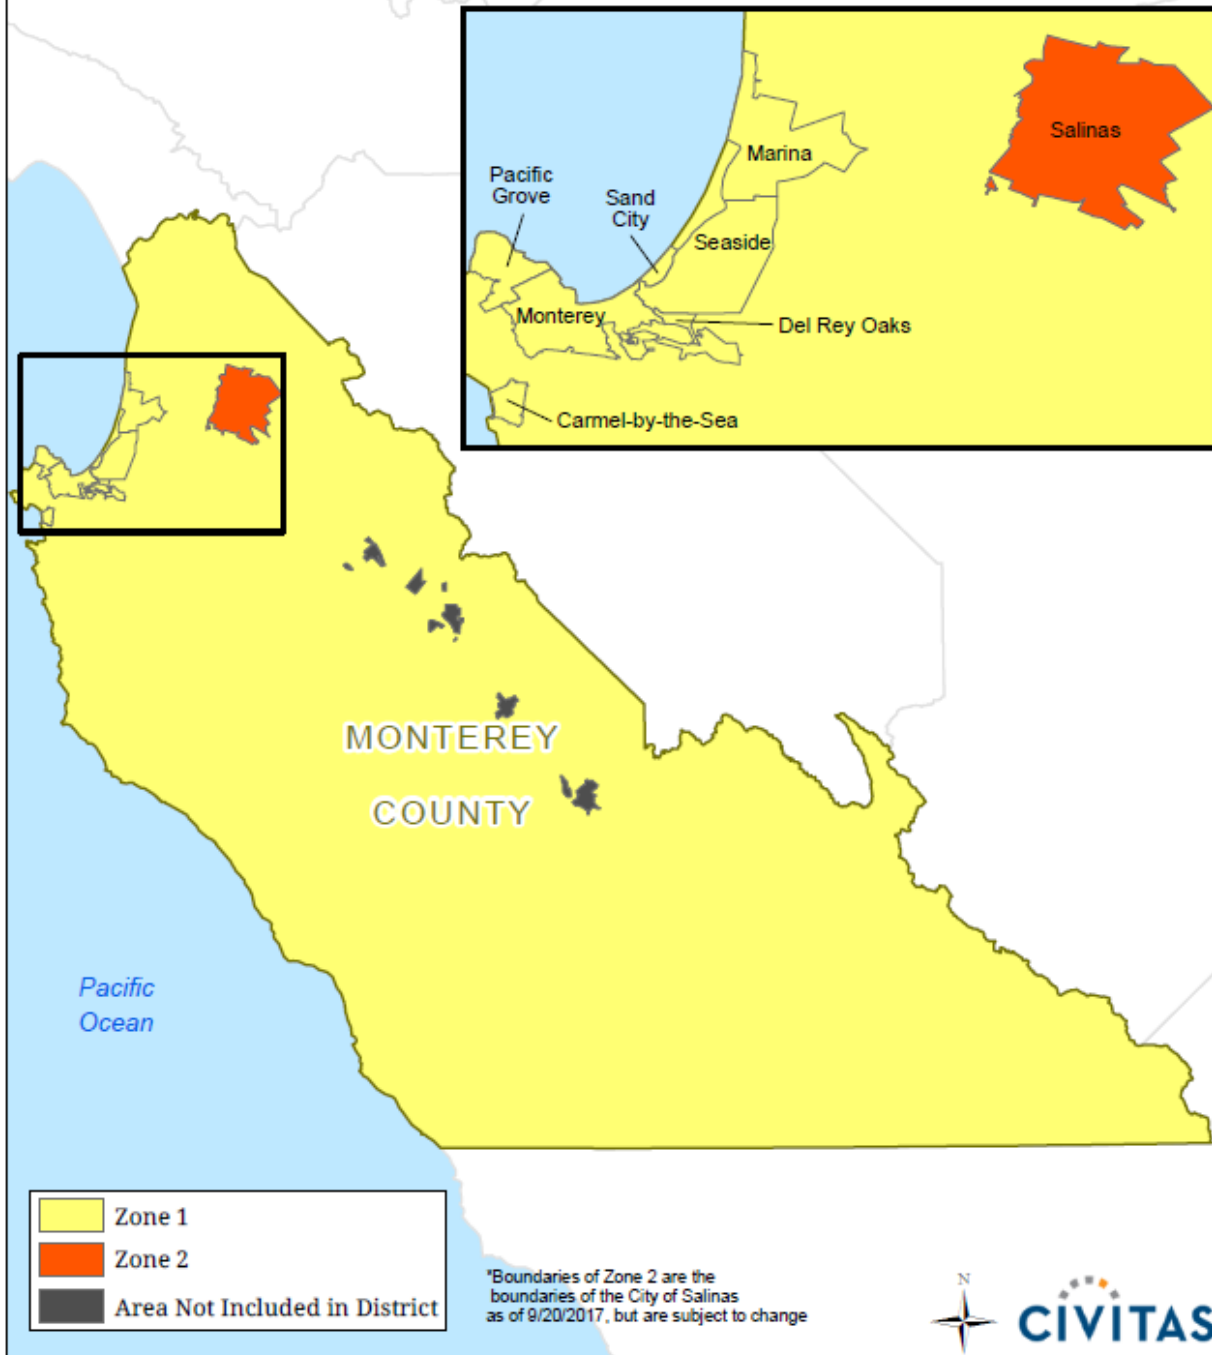 Pacific
Grove
Sand
City
Marina
Salinas
Seaside
Monterey
Del Rey Oaks
Carmel-by-the-Sea
MONTEREY
COUNTY
Pacific
Ocean
Zone 1
Zone 2
Area Not Included in District
*Boundaries of Zone 2 are the
boundaries of the City of Salinas
as of 9/20/2017, but are subject to change
N
CIVITAS